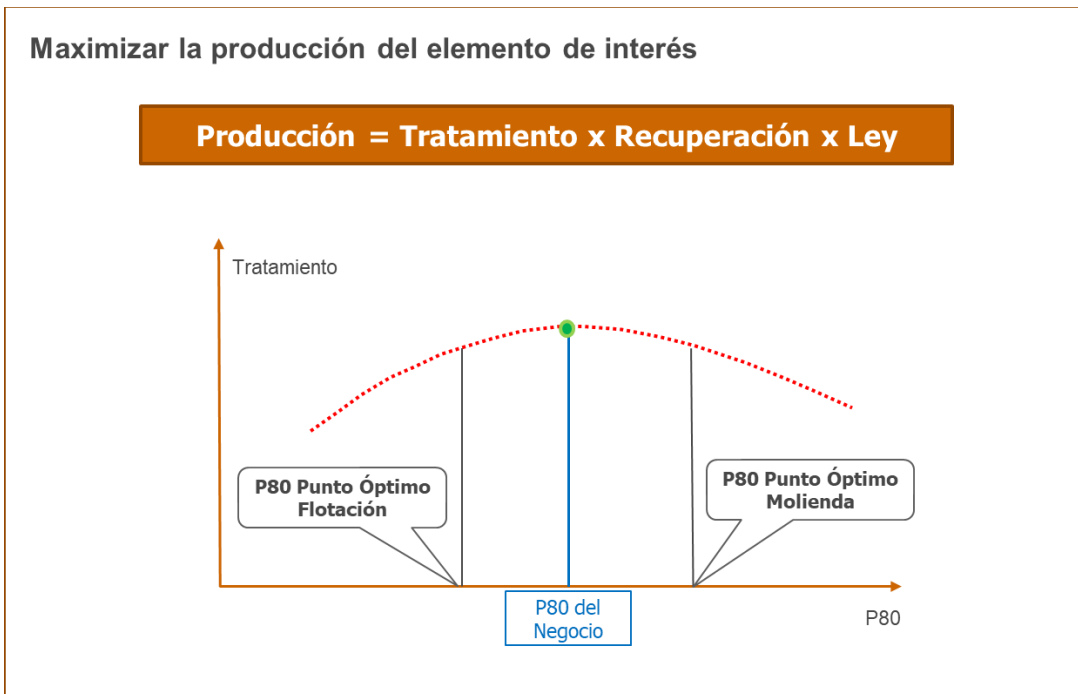 Maximizar la producción del elemento de interés
Producción = Tratamiento x Recuperación x Ley
Tratamiento
P80 Punto Óptimo
Flotación
P80 Punto Óptimo
Molienda
P80 del
Negocio
P80